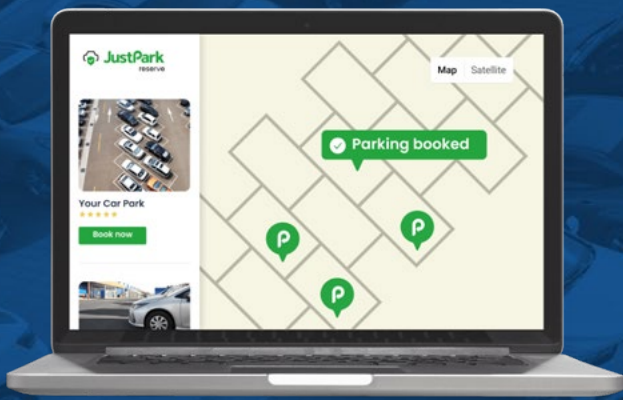 JustPark
reserve
Your Car Park
Book now
Map Satellite
Parking booked
P
P
P